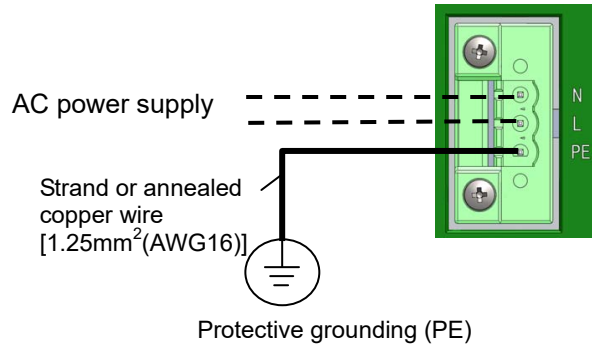 AC power supply
N
L
PE
Strand or annealed
copper wire
[1.25mm²(AWG16)]
Protective grounding (PE)